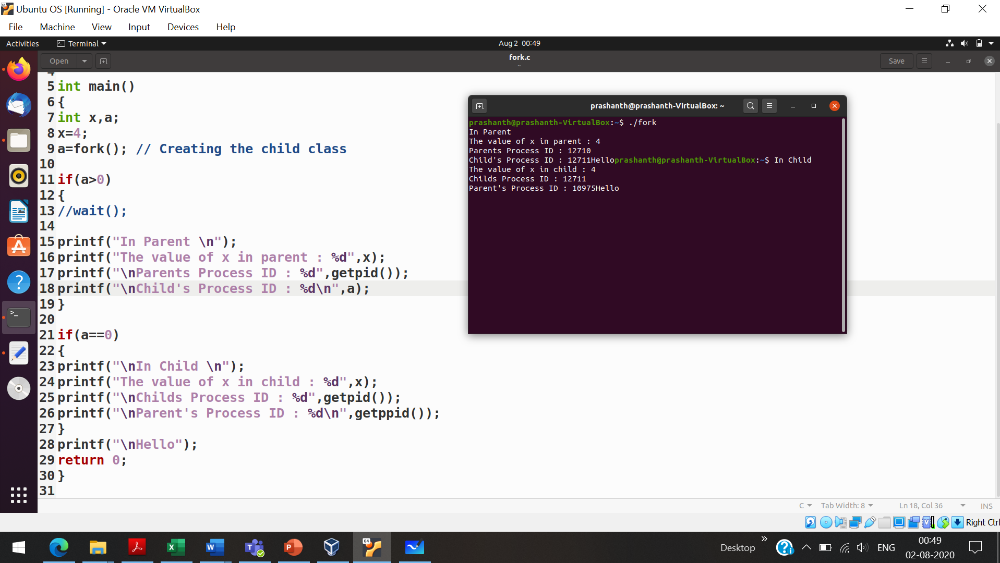 Ubuntu OS [Running] - Oracle VM VirtualBox
File Machine View Input Devices Help
Activities Terminal Aug 2 00:49
Open fork.c Save
~
4
5 int main()
6 {
7 int x,a;
8 x=4;
9 a=fork(); // Creating the child class
10
11 if(a>0)
12 {
13 //wait();
14
15 printf("In Parent \n");
16 printf("The value of x in parent : %d",x);
17 printf("\nParents Process ID : %d",getpid());
18 printf("\nChild's Process ID : %d\n",a);
19 }
20
21 if(a==0)
22 {
23 printf("\nIn Child \n");
24 printf("The value of x in child : %d",x);
25 printf("\nChilds Process ID : %d",getpid());
26 printf("\nParent's Process ID : %d\n",getppid());
27 }
28 printf("\nHello");
29 return 0;
30 }
31
prashanth@prashanth-VirtualBox: ~
prashanth@prashanth-VirtualBox:~$ ./fork
In Parent
The value of x in parent : 4
Parents Process ID : 12710
Child's Process ID : 12711Helloprashanth@prashanth-VirtualBox:~$ In Child
The value of x in child : 4
Childs Process ID : 12711
Parent's Process ID : 10975Hello
C Tab Width: 8 Ln 18, Col 36 INS
Right Ctrl
Desktop ENG 00:49
02-08-2020